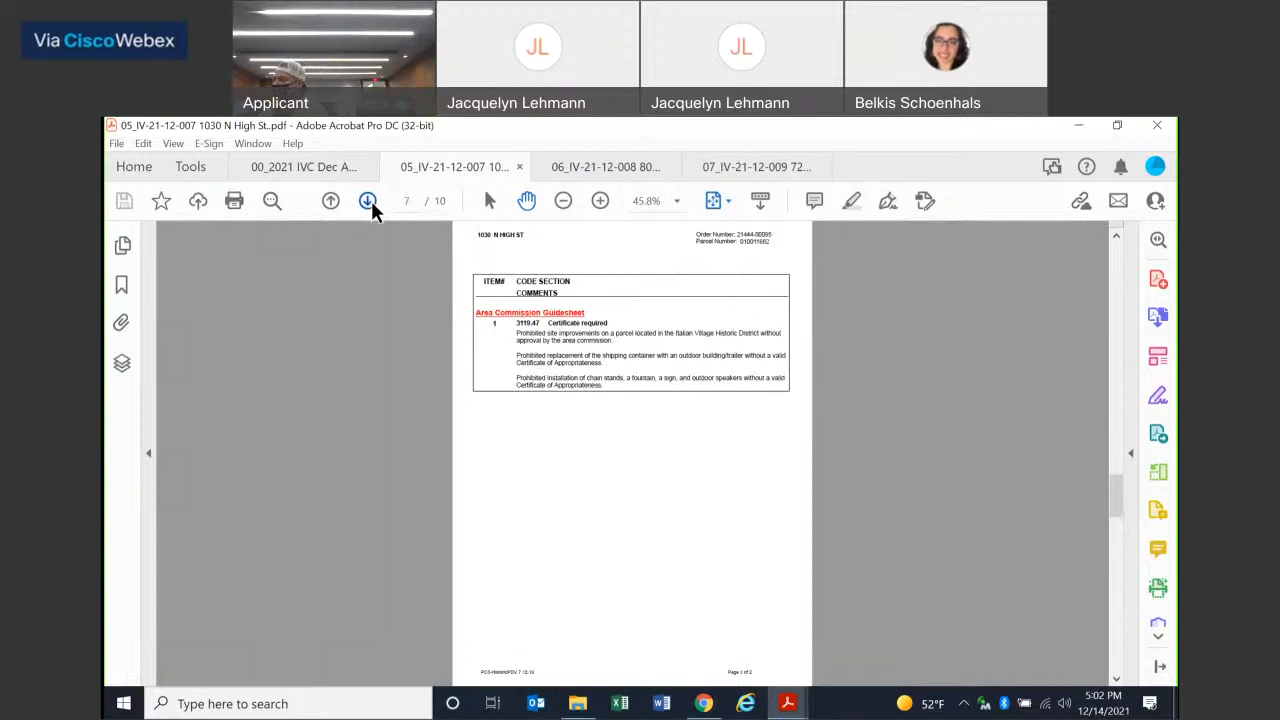 Via Cisco Webex
JL
JL
Applicant
Jacquelyn Lehmann
Jacquelyn Lehmann
Belkis Schoenhals
05_IV-21-12-007 1030 N High St..pdf - Adobe Acrobat Pro DC (32-bit)
File Edit View E-Sign Window Help
Home Tools 00_2021 IVC Dec A... 05_IV-21-12-007 10... × 06_IV-21-12-008 80... 07_IV-21-12-009 72...
7 / 10 45.8%
1030 N HIGH ST
Order Number: 21444-00095
Parcel Number: 010011682
ITEM# CODE SECTION
COMMENTS
Area Commission Guidesheet
1 3119.47 Certificate required
Prohibited site improvements on a parcel located in the Italian Village Historic District without
approval by the area commission.
Prohibited replacement of the shipping container with an outdoor building/trailer without a valid
Certificate of Appropriateness.
Prohibited installation of chain stands, a fountain, a sign, and outdoor speakers without a valid
Certificate of Appropriateness.
Page 1 of 2
Type here to search
52°F
5:02 PM
12/14/2021